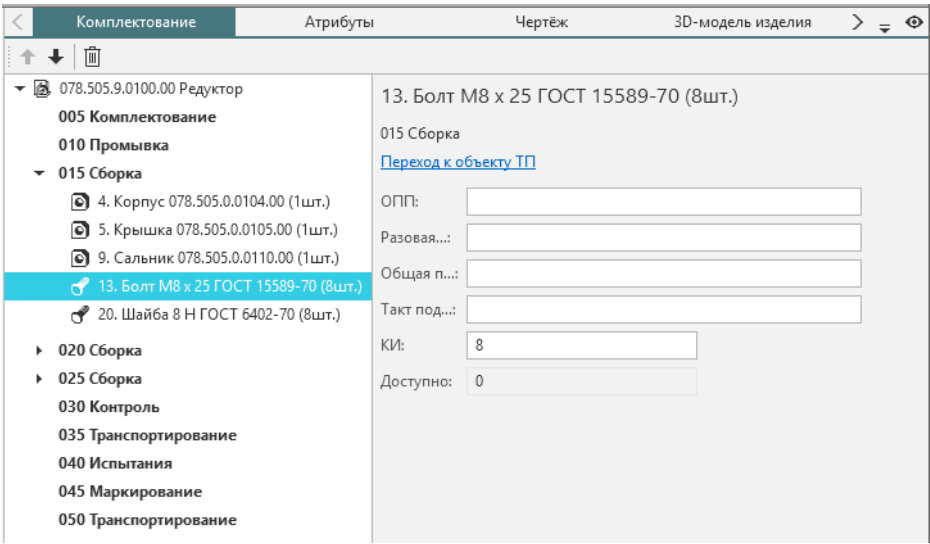 Комплектование
Атрибуты
Чертёж
3D-модель изделия
078.505.9.0100.00 Редуктор
005 Комплектование
010 Промывка
015 Сборка
4. Корпус 078.505.0.0104.00 (1шт.)
5. Крышка 078.505.0.0105.00 (1шт.)
9. Сальник 078.505.0.0110.00 (1шт.)
13. Болт М8 х 25 ГОСТ 15589-70 (8шт.)
20. Шайба 8 Н ГОСТ 6402-70 (8шт.)
020 Сборка
025 Сборка
030 Контроль
035 Транспортирование
040 Испытания
045 Маркирование
050 Транспортирование
13. Болт М8 х 25 ГОСТ 15589-70 (8шт.)
015 Сборка
Переход к объекту ТП
ОПП:
Разовая...:
Общая п...:
Такт под...:
КИ: 8
Доступно: 0